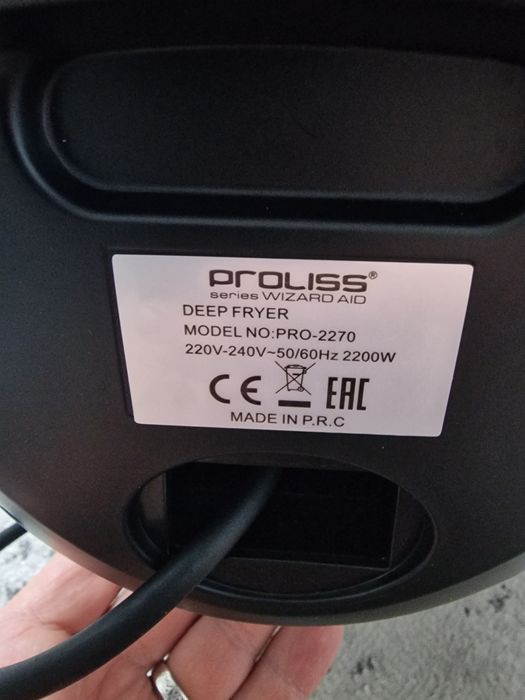 PROLISS®
series WIZARD AID
DEEP FRYER
MODEL NO:PRO-2270
220V-240V~50/60Hz 2200W
CE EAC
MADE IN P.R.C